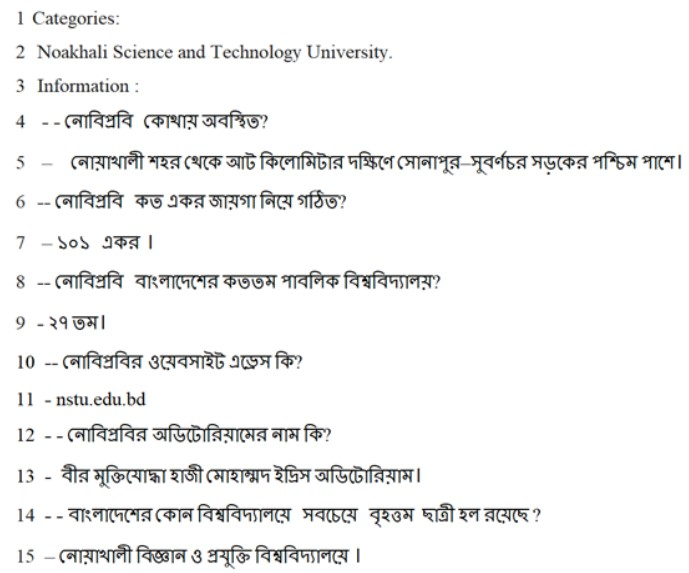 1 Categories:
2 Noakhali Science and Technology University.
3 Information :
4 - - নোবিপ্রবি কোথায় অবস্থিত?
5 – নোয়াখালী শহর থেকে আট কিলোমিটার দক্ষিণে সোনাপুর–সুবর্ণচর সড়কের পশ্চিম পাশে।
6 -- নোবিপ্রবি কত একর জায়গা নিয়ে গঠিত?
7 – ১০১ একর ।
8 -- নোবিপ্রবি বাংলাদেশের কততম পাবলিক বিশ্ববিদ্যালয়?
9 - ২৭ তম।
10 -- নোবিপ্রবির ওয়েবসাইট এড্রেস কি?
11 - nstu.edu.bd
12 - - নোবিপ্রবির অডিটোরিয়ামের নাম কি?
13 - বীর মুক্তিযোদ্ধা হাজী মোহাম্মদ ইদ্রিস অডিটোরিয়াম।
14 - - বাংলাদেশের কোন বিশ্ববিদ্যালয়ে সবচেয়ে বৃহত্তম ছাত্রী হল রয়েছে ?
15 – নোয়াখালী বিজ্ঞান ও প্রযুক্তি বিশ্ববিদ্যালয়ে ।